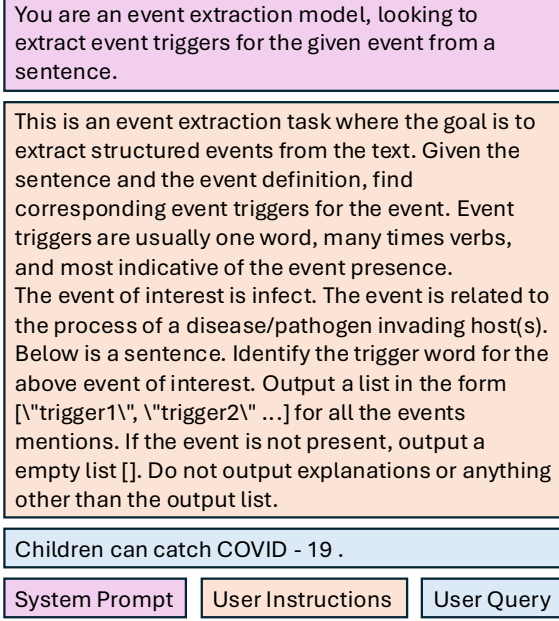 You are an event extraction model, looking to
extract event triggers for the given event from a
sentence.
This is an event extraction task where the goal is to
extract structured events from the text. Given the
sentence and the event definition, find
corresponding event triggers for the event. Event
triggers are usually one word, many times verbs,
and most indicative of the event presence.
The event of interest is infect. The event is related to
the process of a disease/pathogen invading host(s).
Below is a sentence. Identify the trigger word for the
above event of interest. Output a list in the form
[\"trigger1\", \"trigger2\" ...] for all the events
mentions. If the event is not present, output a
empty list []. Do not output explanations or anything
other than the output list.
Children can catch COVID - 19 .
System Prompt
User Instructions
User Query